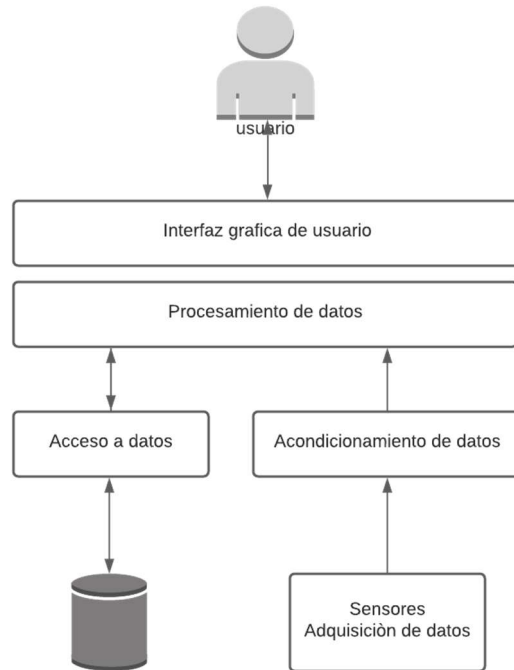 usuario
Interfaz grafica de usuario
Procesamiento de datos
Acceso a datos
Acondicionamiento de datos
Sensores
Adquisiciòn de datos